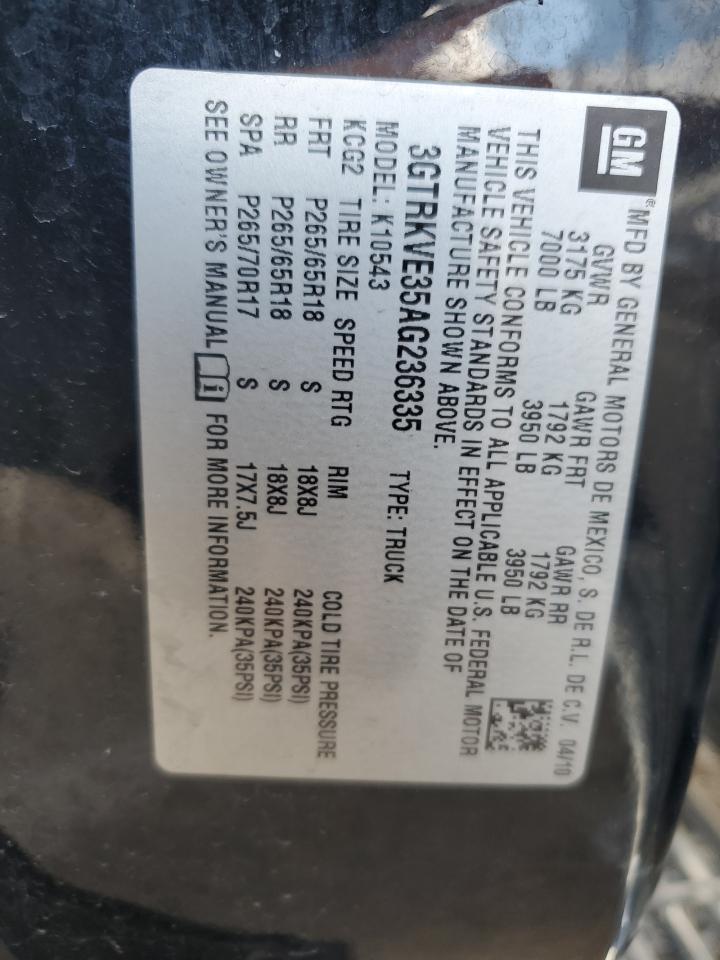 GM ® MFD BY GENERAL MOTORS DE MEXICO, S. DE R.L. DE C.V. 04/10
GVWR GAWR FRT GAWR RR
3175 KG 1792 KG 1792 KG
7000 LB 3950 LB 3950 LB
THIS VEHICLE CONFORMS TO ALL APPLICABLE U.S. FEDERAL MOTOR
VEHICLE SAFETY STANDARDS IN EFFECT ON THE DATE OF
MANUFACTURE SHOWN ABOVE.
3GTRKVE35AG236335 TYPE: TRUCK
MODEL: K10543
KCG2 TIRE SIZE SPEED RTG RIM COLD TIRE PRESSURE
FRT P265/65R18 S 18X8J 240KPA(35PSI)
RR P265/65R18 S 18X8J 240KPA(35PSI)
SPA P265/70R17 S 17X7.5J 240KPA(35PSI)
SEE OWNER'S MANUAL i FOR MORE INFORMATION.